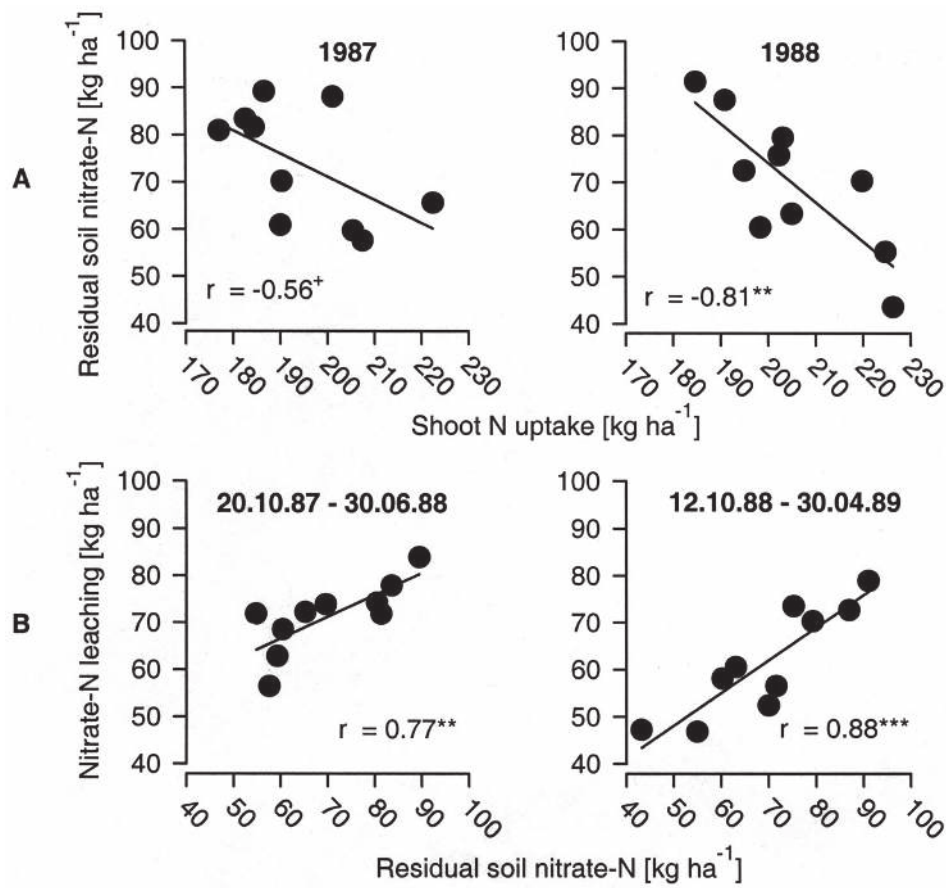 A
1987
1988
Residual soil nitrate-N [kg ha⁻¹]
100
90
80
70
60
50
40
r = -0.56⁺
170 180 190 200 210 220 230
100
90
80
70
60
50
40
r = -0.81**
170 180 190 200 210 220 230
Shoot N uptake [kg ha⁻¹]
B
20.10.87 - 30.06.88
12.10.88 - 30.04.89
Nitrate-N leaching [kg ha⁻¹]
100
90
80
70
60
50
40
r = 0.77**
40 50 60 70 80 90 100
100
90
80
70
60
50
40
r = 0.88***
40 50 60 70 80 90 100
Residual soil nitrate-N [kg ha⁻¹]